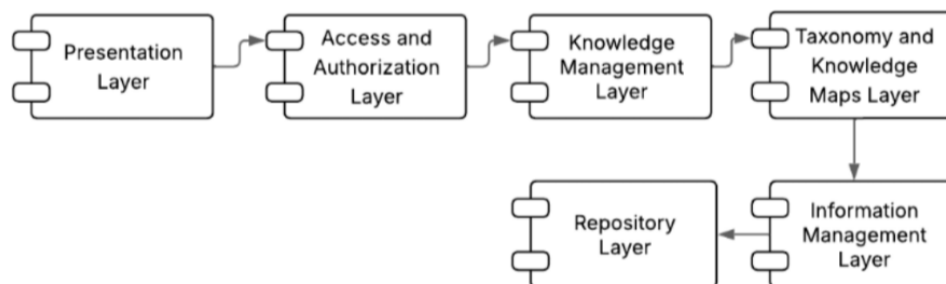 Presentation
Layer
Access and
Authorization
Layer
Knowledge
Management
Layer
Taxonomy and
Knowledge
Maps Layer
Information
Management
Layer
Repository
Layer